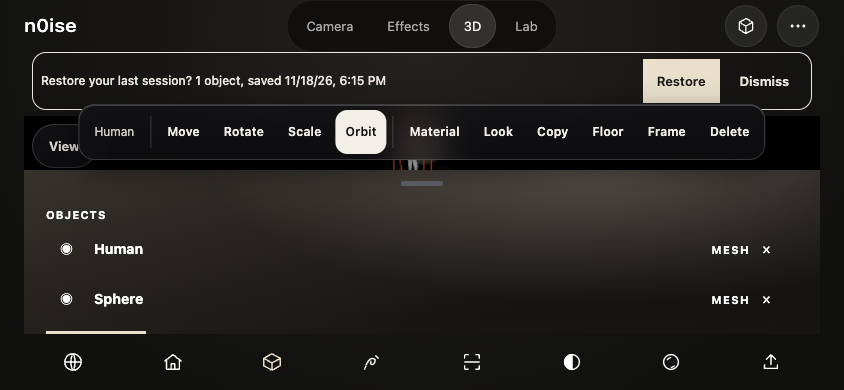 n0ise
Camera Effects 3D Lab
Restore your last session? 1 object, saved 11/18/26, 6:15 PM Restore Dismiss
Human Move Rotate Scale Orbit Material Look Copy Floor Frame Delete
View
OBJECTS
Human MESH ×
Sphere MESH ×